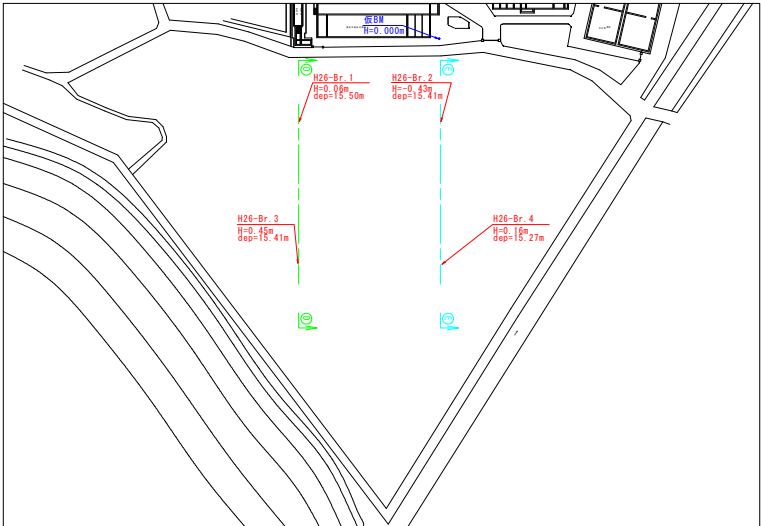 仮BM
H=0.000m
H26-Br.1
H=0.06m
dep=15.50m
H26-Br.2
H=-0.43m
dep=15.41m
H26-Br.3
H=0.45m
dep=15.41m
H26-Br.4
H=0.16m
dep=15.27m